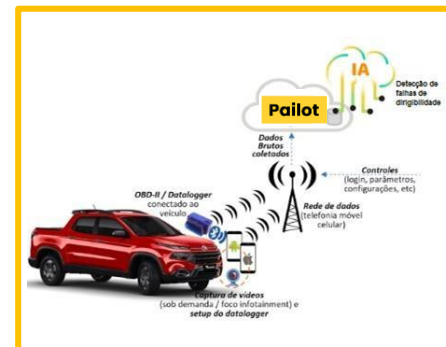 IA
Detecção de
falhas de
dirigibilidade
Pailot
Dados
Brutos
coletados
Controles
(login, parâmetros,
configurações, etc)
OBD-II / Datalogger
conectado ao
veículo
Rede de dados
(telefonia móvel
celular)
Captura de vídeos
(sob demanda / foco infotainment) e
setup do datalogger